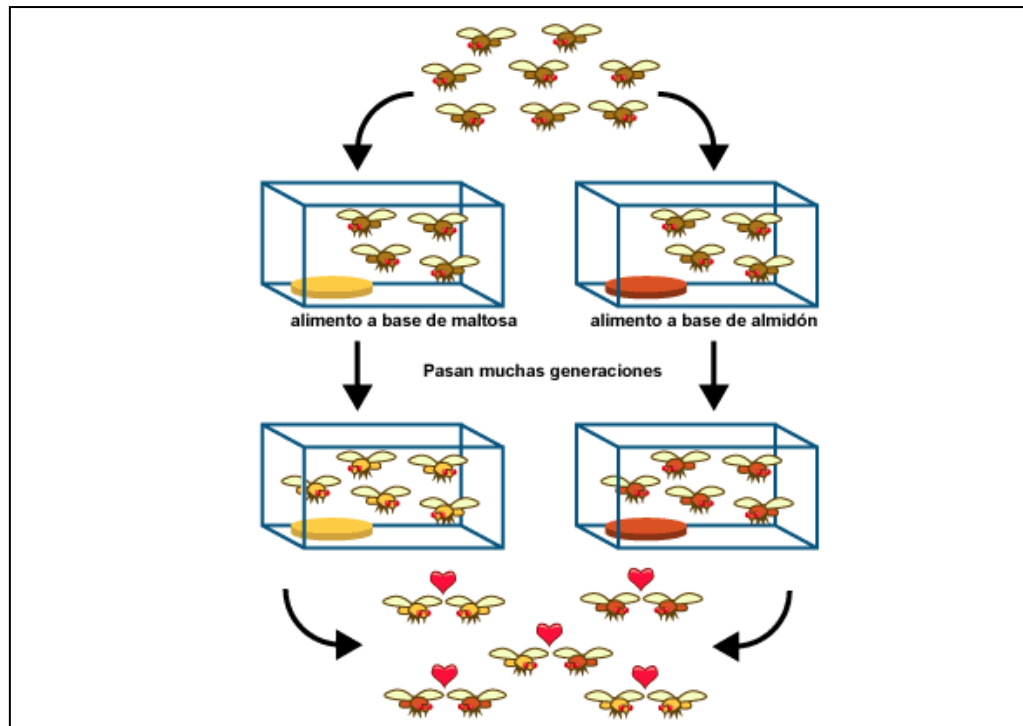 alimento a base de maltosa
alimento a base de almidón
Pasan muchas generaciones